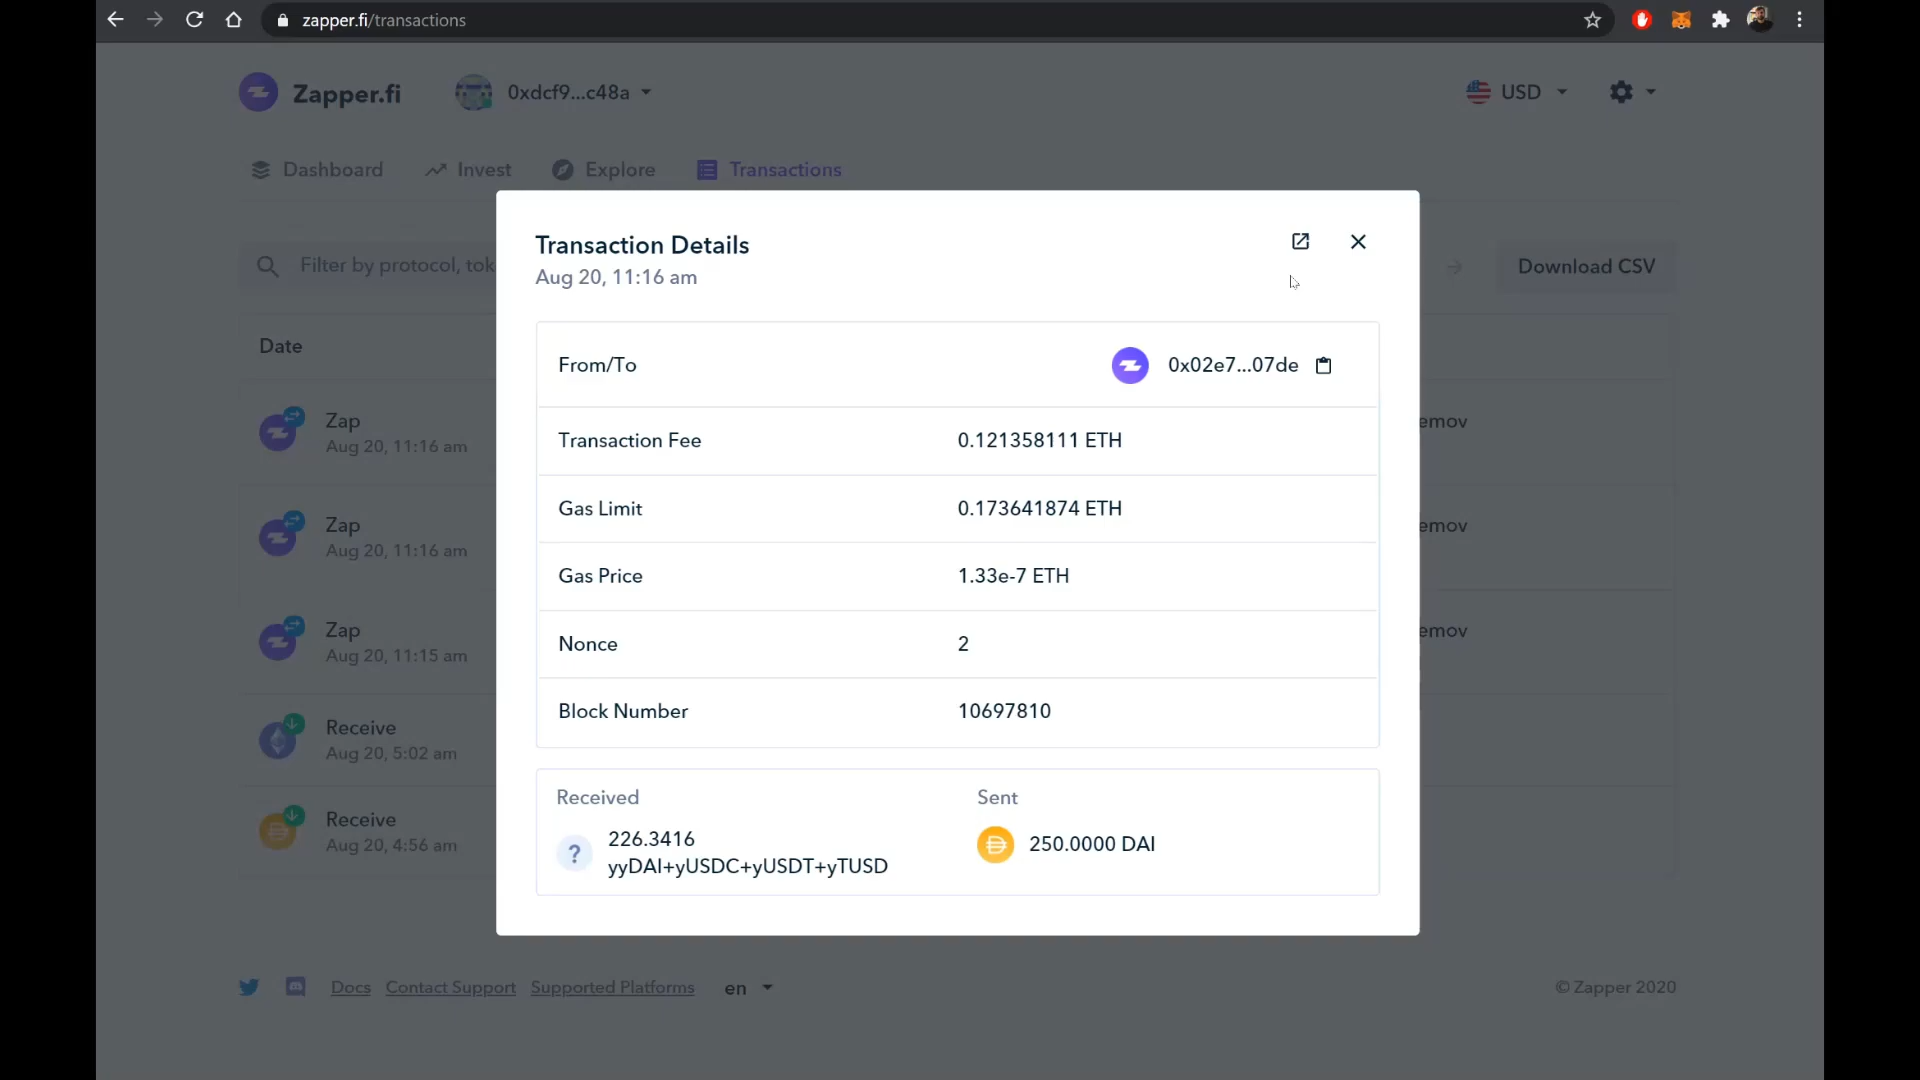 zapper.fi/transactions
Zapper.fi
0xdcf9...c48a
USD
Dashboard
Invest
Explore
Transactions
Filter by protocol, tok
Download CSV
Transaction Details
Aug 20, 11:16 am
Date
From/To
0x02e7...07de
Transaction Fee
0.121358111 ETH
Gas Limit
0.173641874 ETH
Gas Price
1.33e-7 ETH
Nonce
2
Block Number
10697810
Received
226.3416
yyDAI+yUSDC+yUSDT+yTUSD
Sent
250.0000 DAI
Zap
Aug 20, 11:16 am
emov
Zap
Aug 20, 11:16 am
emov
Zap
Aug 20, 11:15 am
emov
Receive
Aug 20, 5:02 am
Receive
Aug 20, 4:56 am
Docs
Contact Support
Supported Platforms
en
© Zapper 2020